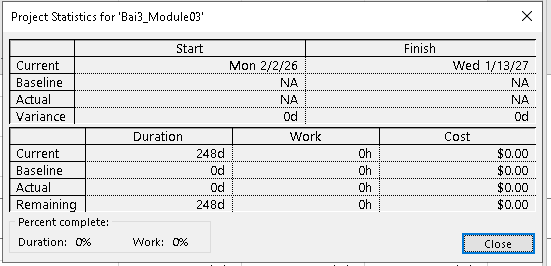 Project Statistics for 'Bai3_Module03'
Start Finish
Current Mon 2/2/26 Wed 1/13/27
Baseline NA NA
Actual NA NA
Variance 0d 0d
Duration Work Cost
Current 248d 0h $0.00
Baseline 0d 0h $0.00
Actual 0d 0h $0.00
Remaining 248d 0h $0.00
Percent complete:
Duration: 0% Work: 0%
Close